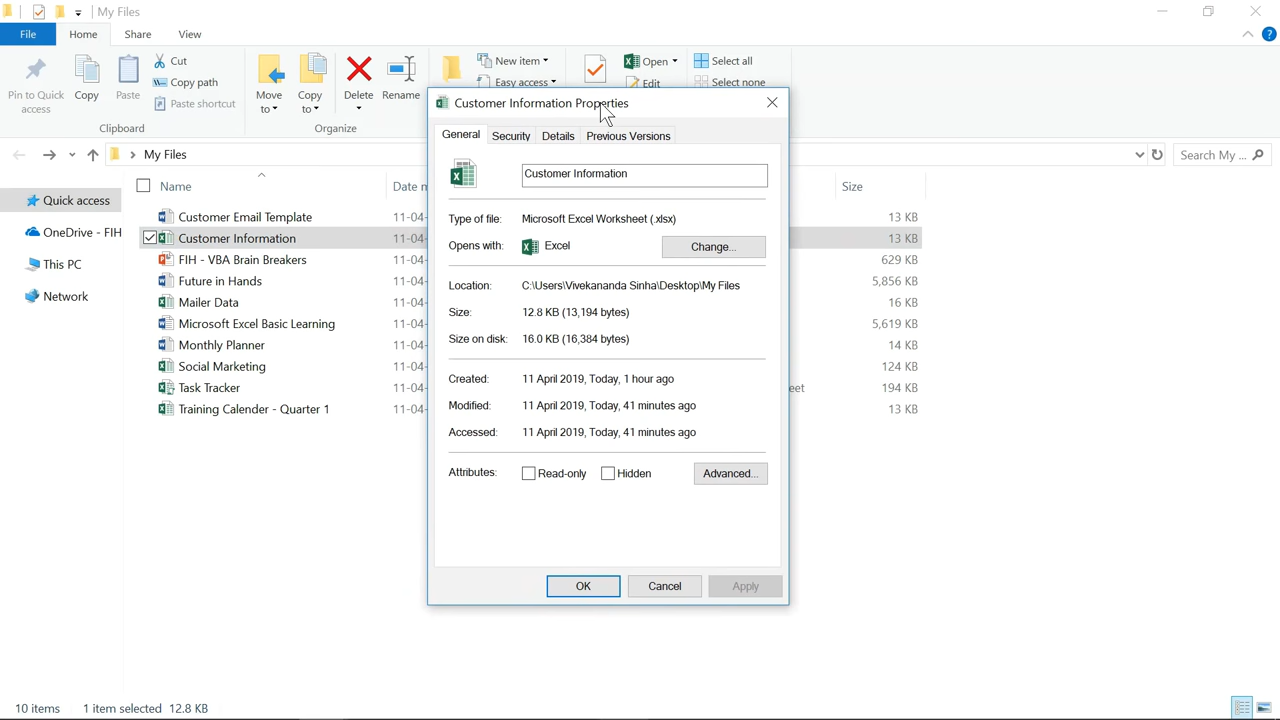 My Files
File Home Share View
Pin to Quick access
Copy
Paste
Cut
Copy path
Paste shortcut
Clipboard
Move to
Copy to
Delete
Rename
Organize
New item
Easy access
Open
Edit
Select all
Select none
My Files
Search My ...
Name Size
Quick access
OneDrive - FIH
This PC
Network
Customer Email Template 11-04- 13 KB
Customer Information 11-04- 13 KB
FIH - VBA Brain Breakers 11-04- 629 KB
Future in Hands 11-04- 5,856 KB
Mailer Data 11-04- 16 KB
Microsoft Excel Basic Learning 11-04- 5,619 KB
Monthly Planner 11-04- 14 KB
Social Marketing 11-04- 124 KB
Task Tracker 11-04- eet 194 KB
Training Calender - Quarter 1 11-04- 13 KB
Customer Information Properties
General Security Details Previous Versions
Customer Information
Type of file: Microsoft Excel Worksheet (.xlsx)
Opens with: Excel Change...
Location: C:\Users\Vivekananda Sinha\Desktop\My Files
Size: 12.8 KB (13,194 bytes)
Size on disk: 16.0 KB (16,384 bytes)
Created: 11 April 2019, Today, 1 hour ago
Modified: 11 April 2019, Today, 41 minutes ago
Accessed: 11 April 2019, Today, 41 minutes ago
Attributes: Read-only Hidden Advanced...
OK Cancel Apply
10 items 1 item selected 12.8 KB